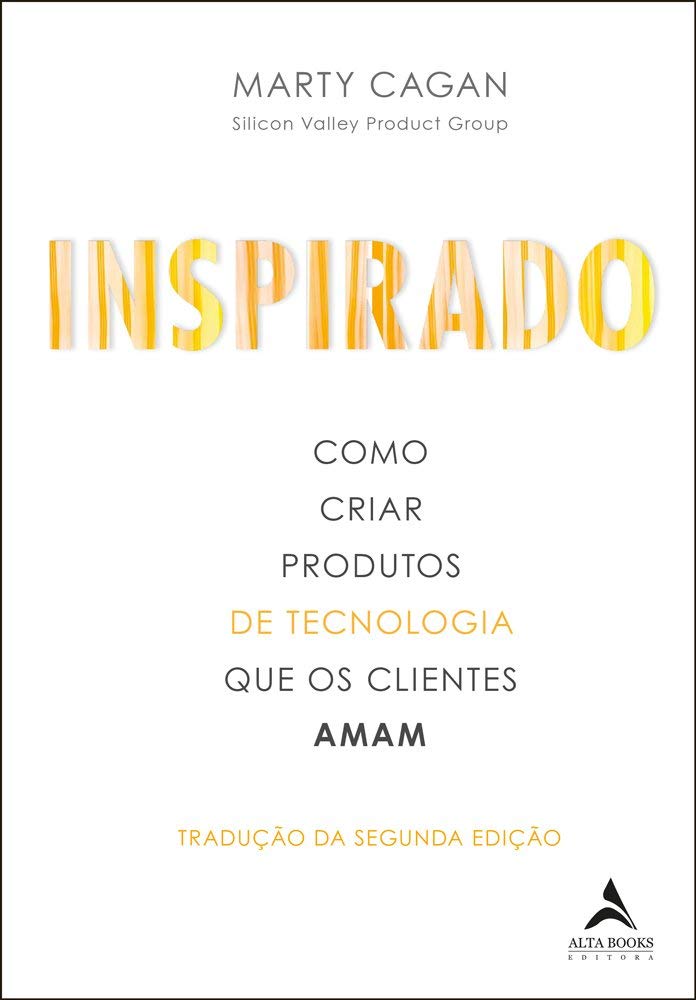 MARTY CAGAN
Silicon Valley Product Group
INSPIRADO
COMO
CRIAR
PRODUTOS
DE TECNOLOGIA
QUE OS CLIENTES
AMAM
TRADUÇÃO DA SEGUNDA EDIÇÃO
ALTA BOOKS
EDITORA